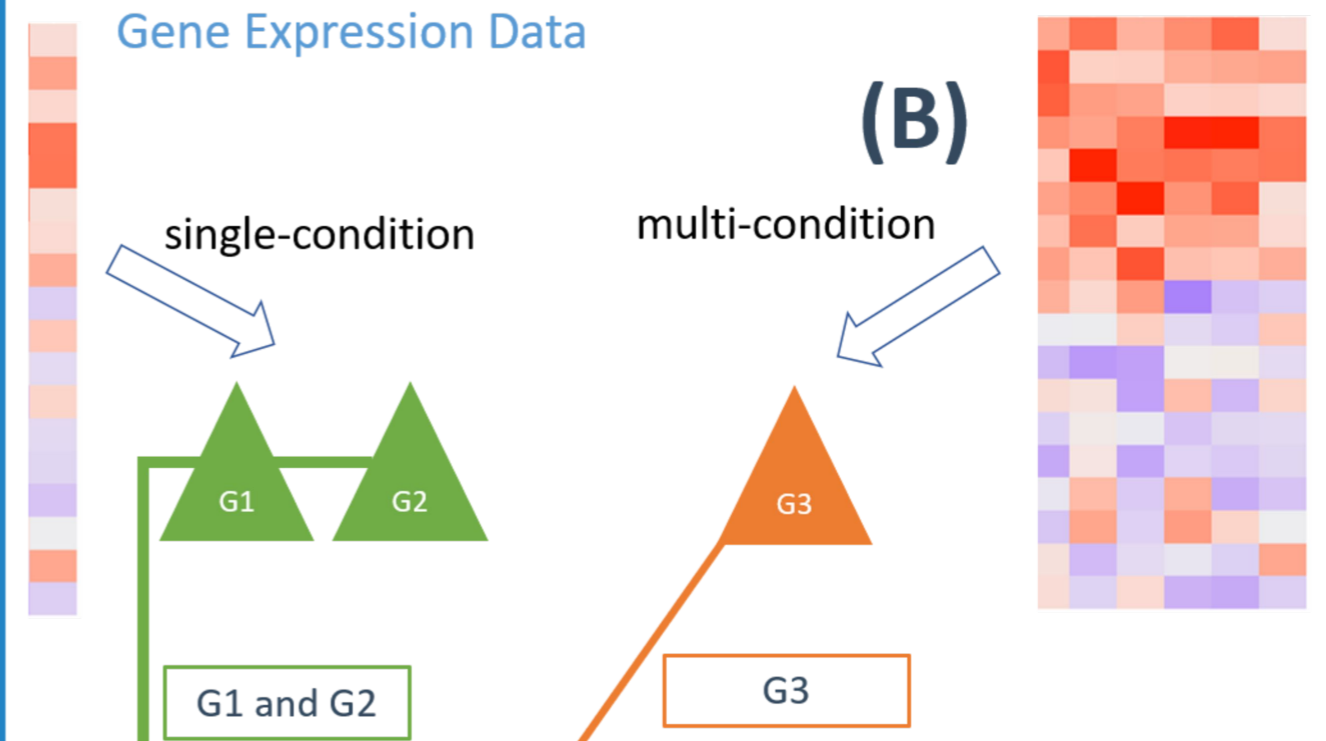 Gene Expression Data
(B)
single-condition
multi-condition
G1
G2
G3
G1 and G2
G3